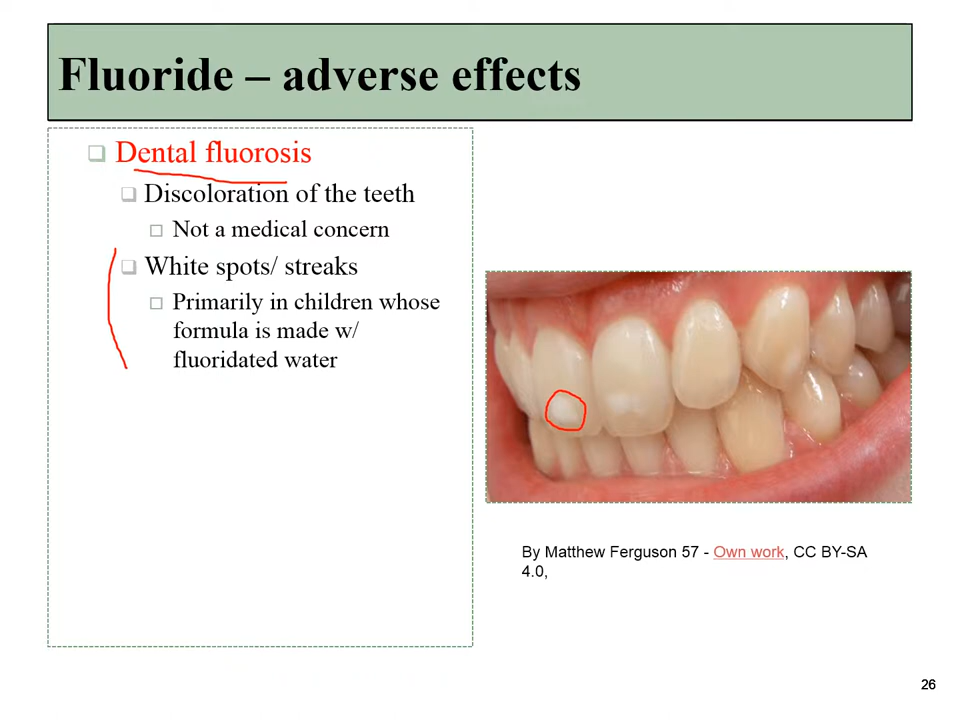 Fluoride – adverse effects
Dental fluorosis
Discoloration of the teeth
Not a medical concern
White spots/ streaks
Primarily in children whose
formula is made w/
fluoridated water
By Matthew Ferguson 57 - Own work, CC BY-SA
4.0,
26